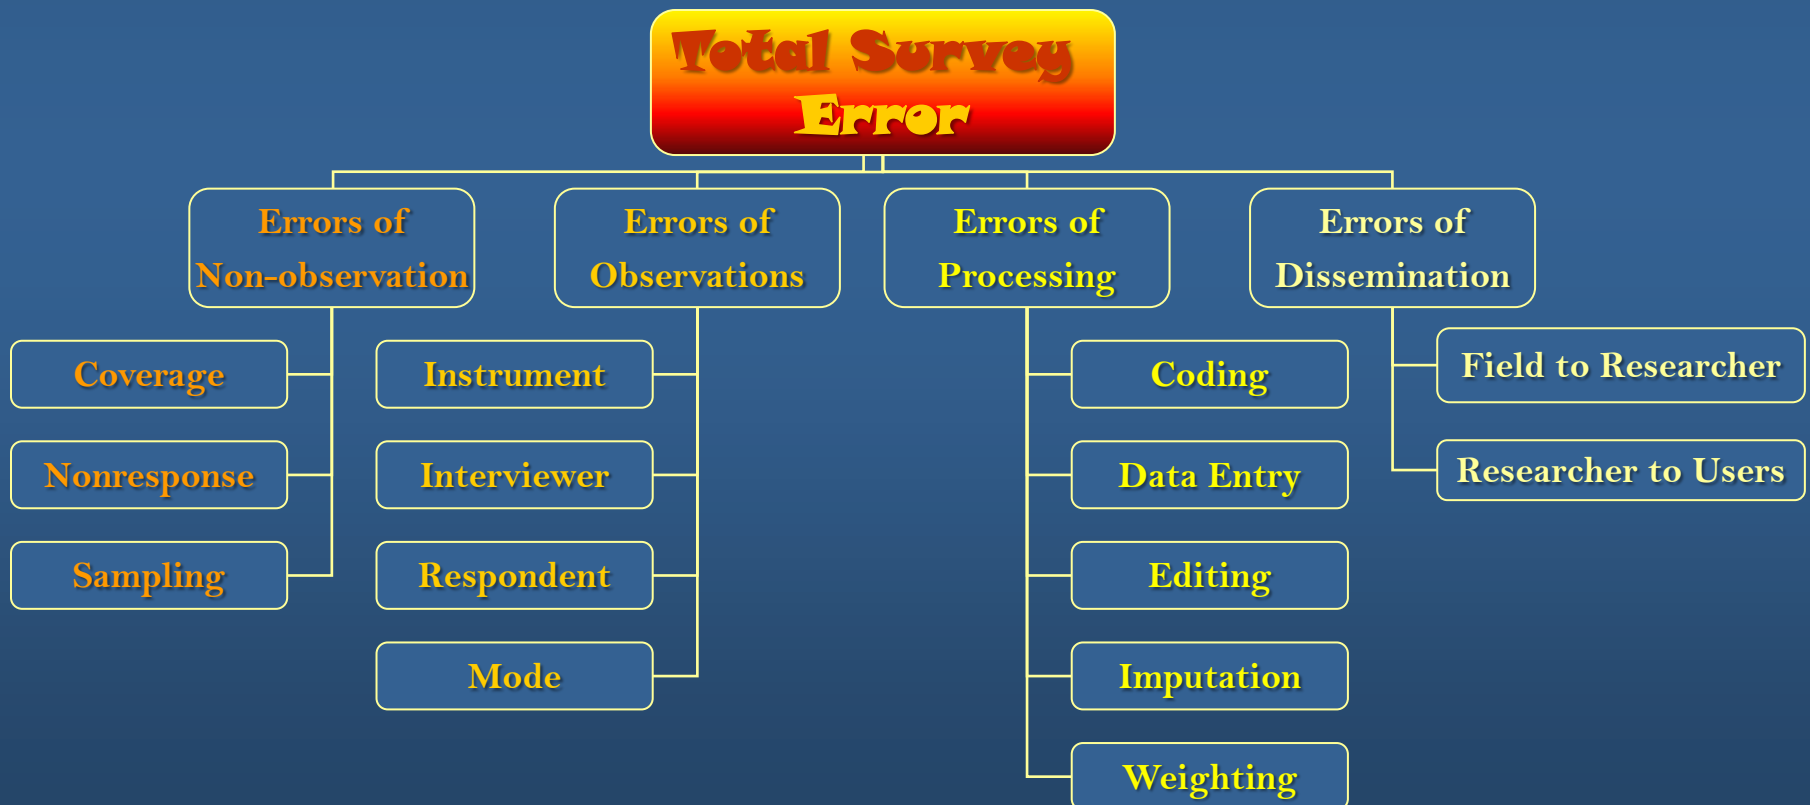 Total Survey
Error
Errors of
Non-observation
Errors of
Observations
Errors of
Processing
Errors of
Dissemination
Coverage
Nonresponse
Sampling
Instrument
Interviewer
Respondent
Mode
Coding
Data Entry
Editing
Imputation
Weighting
Field to Researcher
Researcher to Users